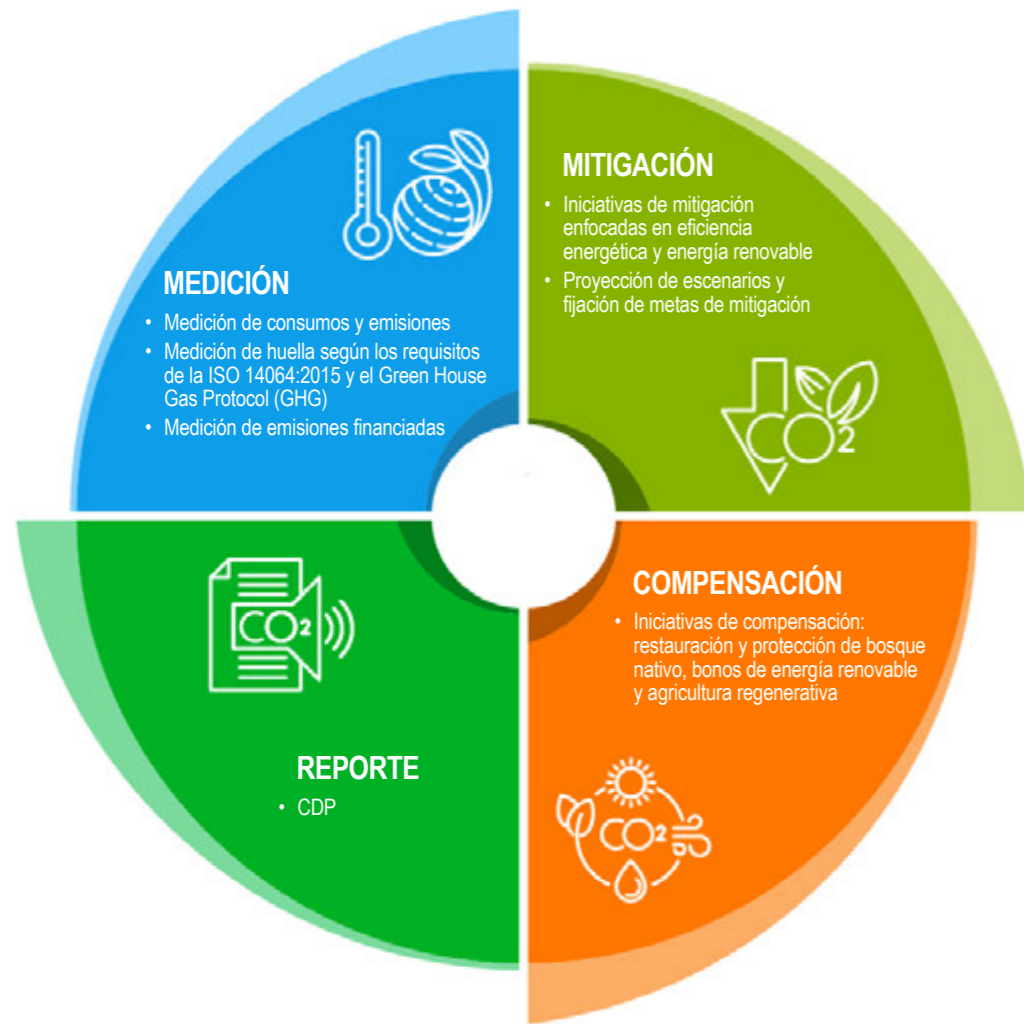 MEDICIÓN
• Medición de consumos y emisiones
• Medición de huella según los requisitos
de la ISO 14064:2015 y el Green House
Gas Protocol (GHG)
• Medición de emisiones financiadas
MITIGACIÓN
• Iniciativas de mitigación
enfocadas en eficiencia
energética y energía renovable
• Proyección de escenarios y
fijación de metas de mitigación
CO²
COMPENSACIÓN
• Iniciativas de compensación:
restauración y protección de bosque
nativo, bonos de energía renovable
y agricultura regenerativa
CO²
CO²
REPORTE
• CDP